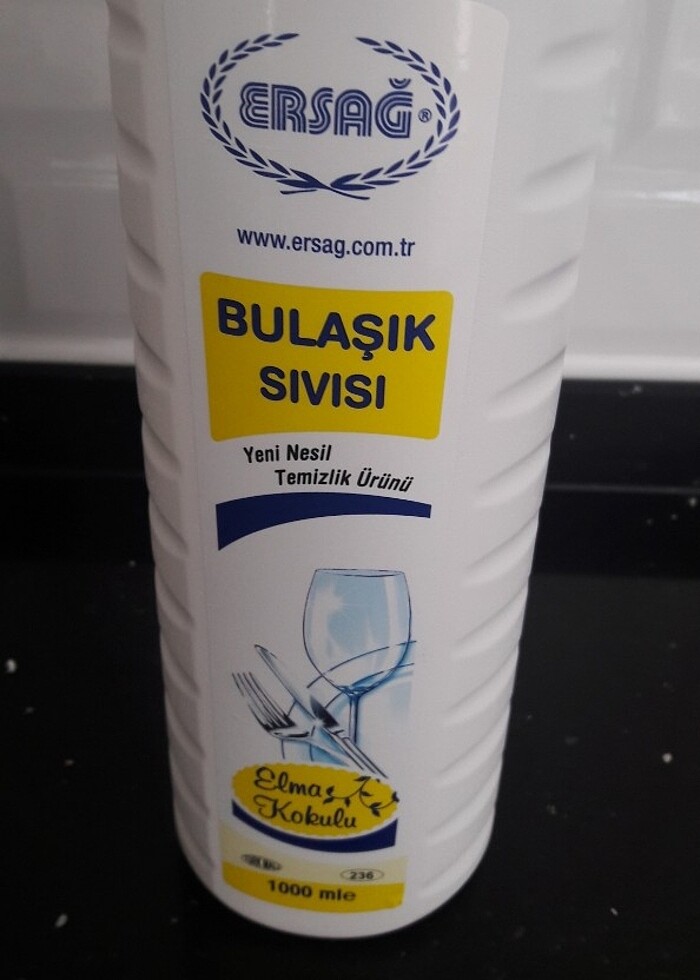 ERSAĞ®
www.ersag.com.tr
BULAŞIK
SIVISI
Yeni Nesil
Temizlik Ürünü
Elma
Kokulu
236
1000 mle